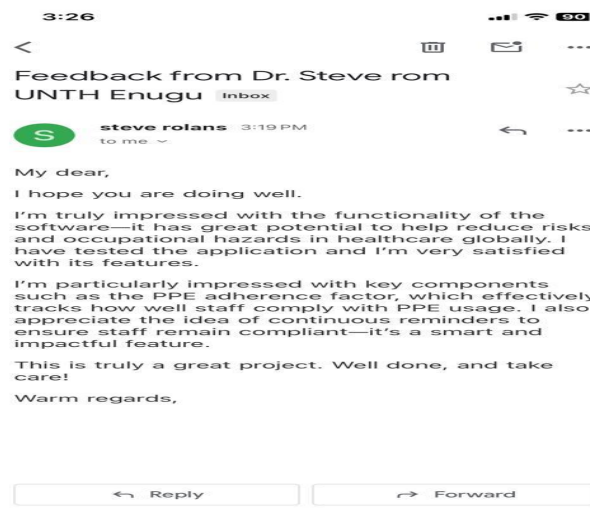 3:26
90
Feedback from Dr. Steve rom
UNTH Enugu Inbox
S
steve rolans 3:19 PM
to me
My dear,
I hope you are doing well.
I'm truly impressed with the functionality of the
software—it has great potential to help reduce risks
and occupational hazards in healthcare globally. I
have tested the application and I'm very satisfied
with its features.
I'm particularly impressed with key components
such as the PPE adherence factor, which effectively
tracks how well staff comply with PPE usage. I also
appreciate the idea of continuous reminders to
ensure staff remain compliant—it's a smart and
impactful feature.
This is truly a great project. Well done, and take
care!
Warm regards,
Reply
Forward